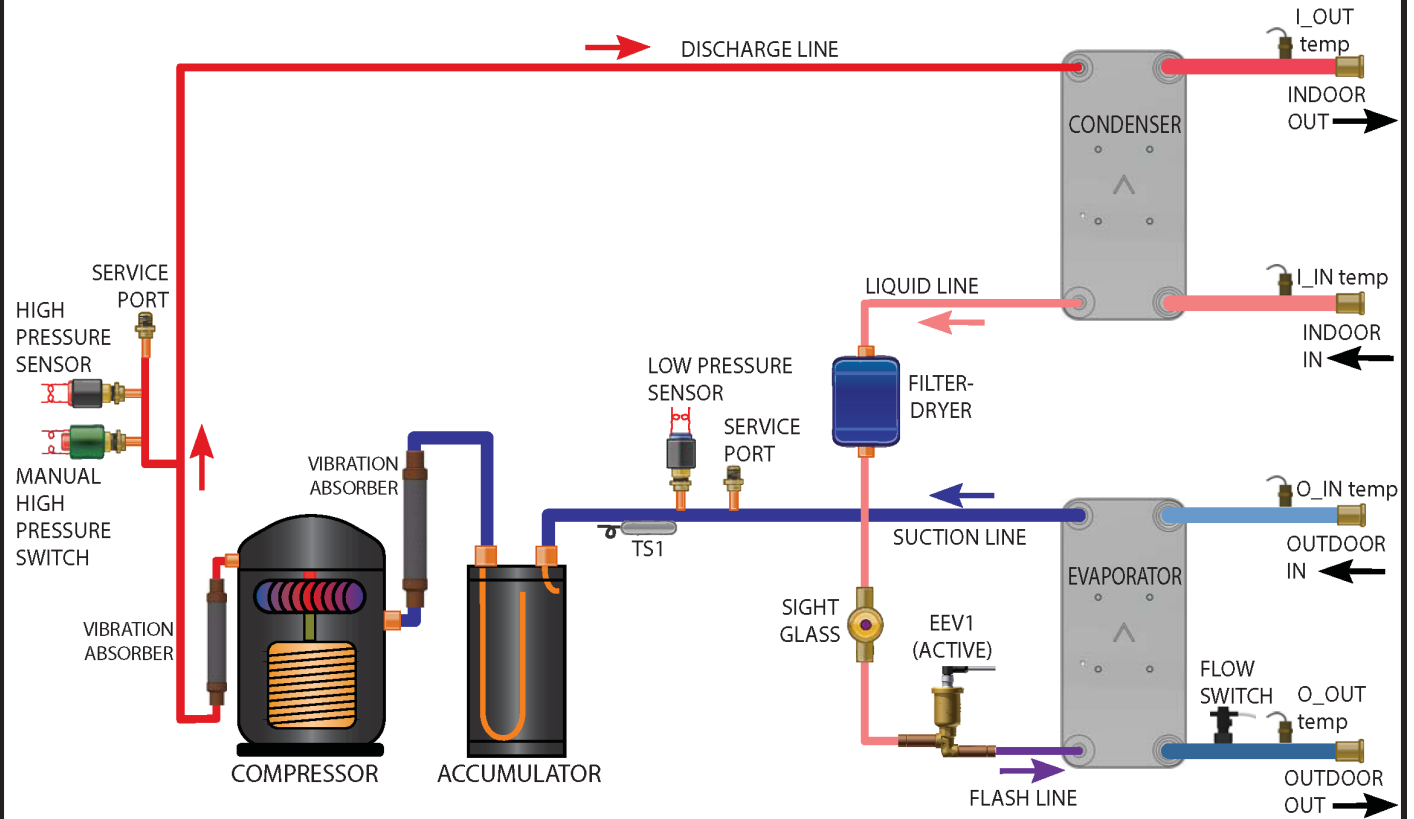 I_OUT
temp
DISCHARGE LINE
INDOOR
OUT
CONDENSER
SERVICE
PORT
HIGH
PRESSURE
SENSOR
MANUAL
HIGH
PRESSURE
SWITCH
LIQUID LINE
I_IN temp
INDOOR
IN
LOW PRESSURE
SENSOR
SERVICE
PORT
FILTER-
DRYER
VIBRATION
ABSORBER
TS1
SUCTION LINE
O_IN temp
OUTDOOR
IN
EVAPORATOR
VIBRATION
ABSORBER
SIGHT
GLASS
EEV1
(ACTIVE)
FLOW
SWITCH
O_OUT
temp
COMPRESSOR
ACCUMULATOR
FLASH LINE
OUTDOOR
OUT